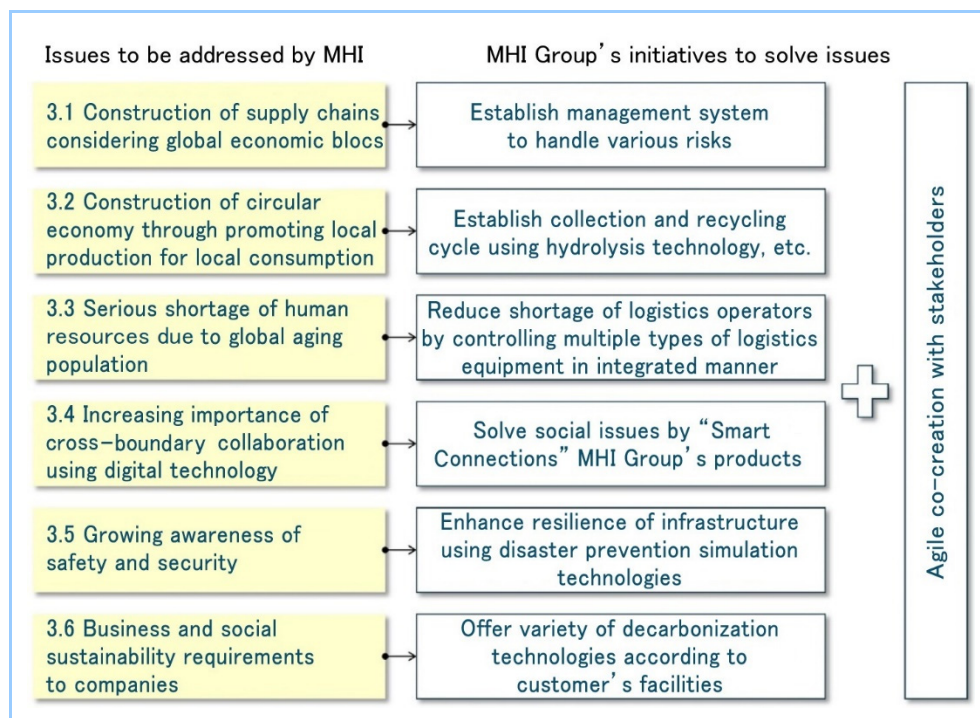 Issues to be addressed by MHI
MHI Group's initiatives to solve issues
3.1 Construction of supply chains
considering global economic blocs
Establish management system
to handle various risks
3.2 Construction of circular
economy through promoting local
production for local consumption
Establish collection and recycling
cycle using hydrolysis technology, etc.
3.3 Serious shortage of human
resources due to global aging
population
Reduce shortage of logistics operators
by controlling multiple types of logistics
equipment in integrated manner
3.4 Increasing importance of
cross-boundary collaboration
using digital technology
Solve social issues by “Smart
Connections” MHI Group's products
3.5 Growing awareness of
safety and security
Enhance resilience of infrastructure
using disaster prevention simulation
technologies
3.6 Business and social
sustainability requirements
to companies
Offer variety of decarbonization
technologies according to
customer's facilities
Agile co-creation with stakeholders